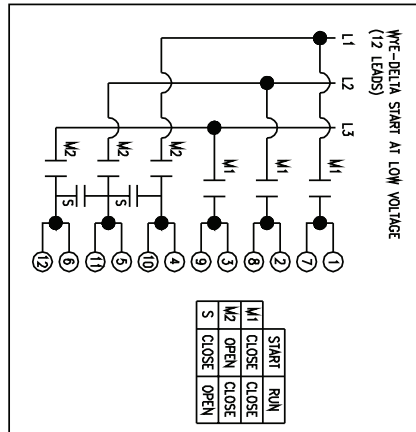 WYE-DELTA START AT LOW VOLTAGE
(12 LEADS)
L1
L2
L3
M1
M1
M1
M2
M2
M2
S
S
1
7
2
8
3
9
4
10
5
11
6
12
START RUN
M1 CLOSE CLOSE
M2 OPEN CLOSE
S CLOSE OPEN